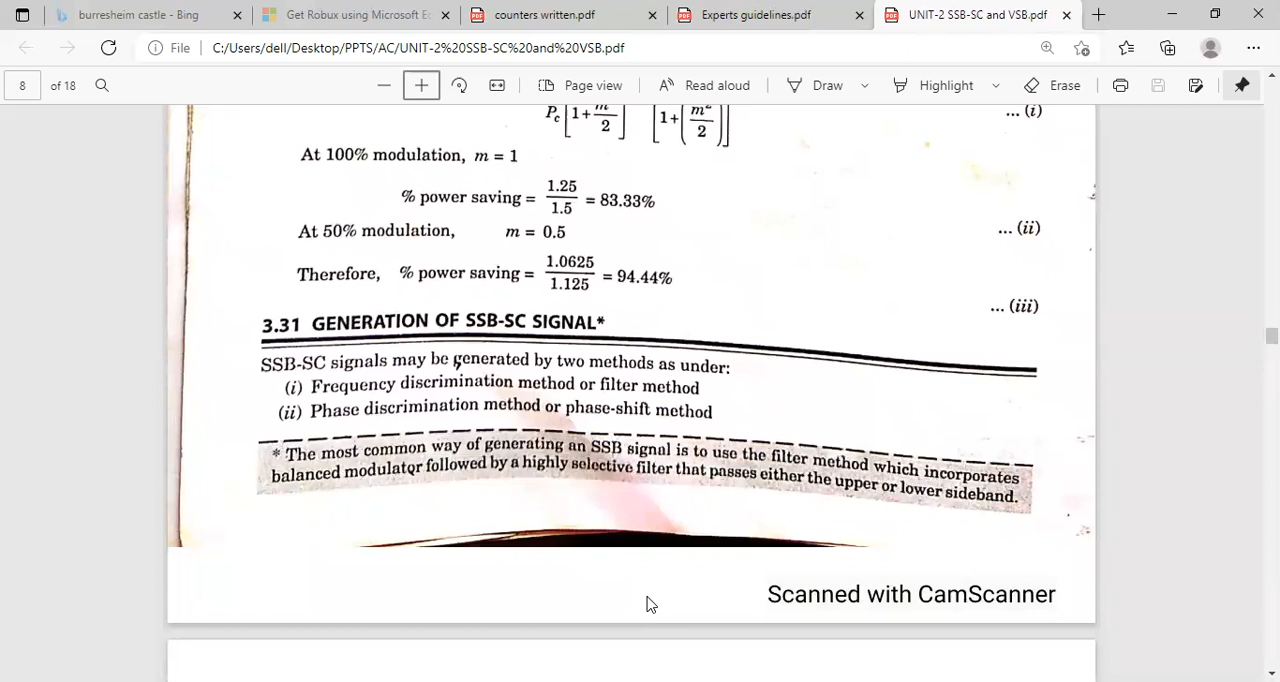 burresheim castle - Bing
Get Robux using Microsoft Ec
counters written.pdf
Experts guidelines.pdf
UNIT-2 SSB-SC and VSB.pdf
File
C:/Users/dell/Desktop/PPTS/AC/UNIT-2%20SSB-SC%20and%20VSB.pdf
8 of 18
Page view
Read aloud
Draw
Highlight
Erase
Pc [1+ m 2] [1+(m² 2)] ... (i)
At 100% modulation, m = 1
% power saving = 1.25 / 1.5 = 83.33%
At 50% modulation, m = 0.5 ... (ii)
Therefore, % power saving = 1.0625 / 1.125 = 94.44%
... (iii)
3.31 GENERATION OF SSB-SC SIGNAL*
SSB-SC signals may be generated by two methods as under:
(i) Frequency discrimination method or filter method
(ii) Phase discrimination method or phase-shift method
* The most common way of generating an SSB signal is to use the filter method which incorporates
balanced modulator followed by a highly selective filter that passes either the upper or lower sideband.
Scanned with CamScanner